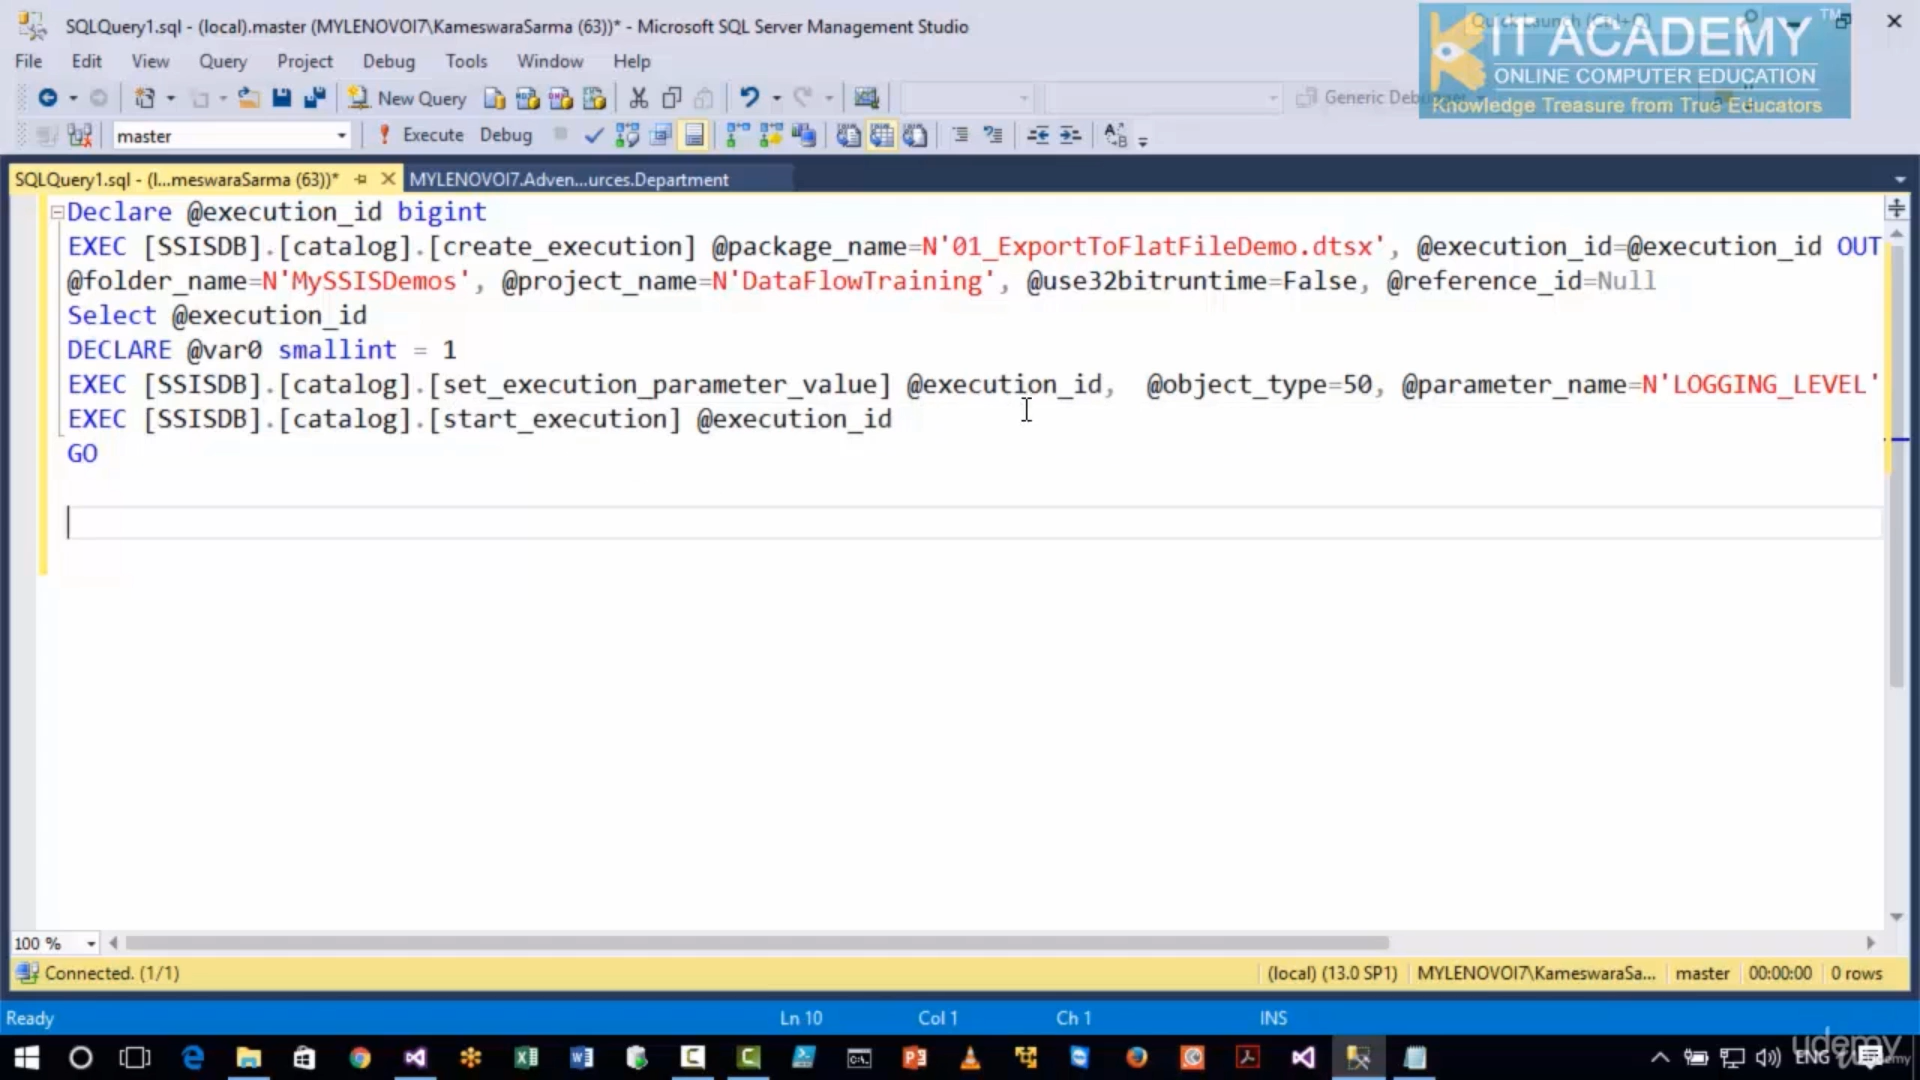 SQLQuery1.sql - (local).master (MYLENOVOI7\KameswaraSarma (63))* - Microsoft SQL Server Management Studio
Quick Launch (Ctrl+Q)
IT ACADEMY TM
ONLINE COMPUTER EDUCATION
Knowledge Treasure from True Educators
File Edit View Query Project Debug Tools Window Help
New Query
Generic Debugger
master
Execute Debug
SQLQuery1.sql - (l...meswaraSarma (63))* MYLENOVOI7.Adven...urces.Department
Declare @execution_id bigint
EXEC [SSISDB].[catalog].[create_execution] @package_name=N'01_ExportToFlatFileDemo.dtsx', @execution_id=@execution_id OUT
@folder_name=N'MySSISDemos', @project_name=N'DataFlowTraining', @use32bitruntime=False, @reference_id=Null
Select @execution_id
DECLARE @var0 smallint = 1
EXEC [SSISDB].[catalog].[set_execution_parameter_value] @execution_id,  @object_type=50, @parameter_name=N'LOGGING_LEVEL'
EXEC [SSISDB].[catalog].[start_execution] @execution_id
GO
100 %
Connected. (1/1)
(local) (13.0 SP1) MYLENOVOI7\KameswaraSa... master 00:00:00 0 rows
Ready Ln 10 Col 1 Ch 1 INS
ENG
udemy